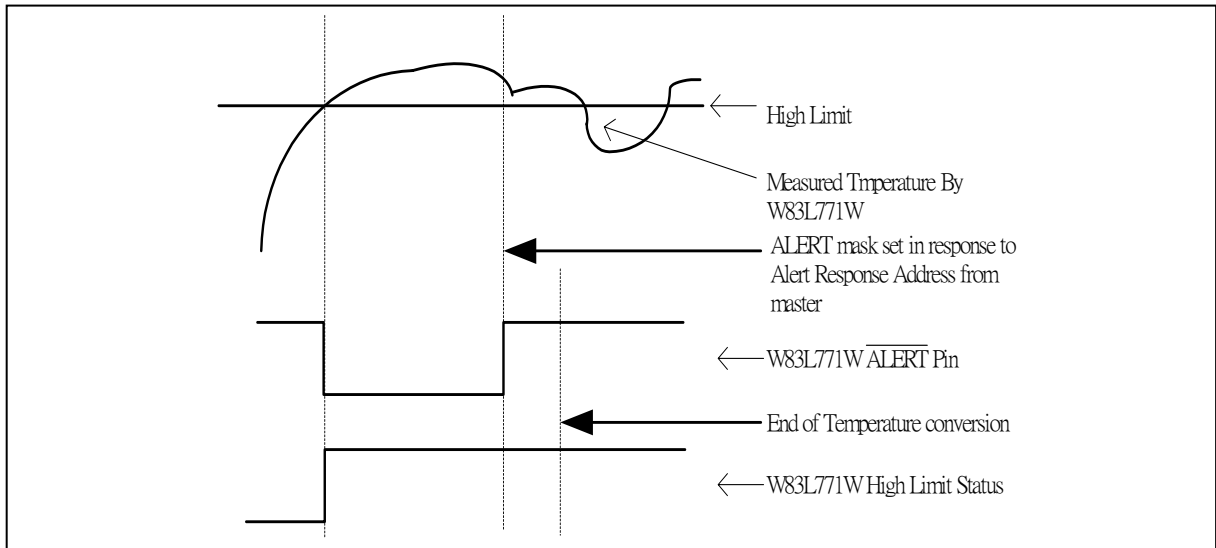 High Limit
Measured Tmperature By
W83L771W
ALERT mask set in response to
Alert Response Address from
master
W83L771W ALERT Pin
End of Temperature conversion
W83L771W High Limit Status